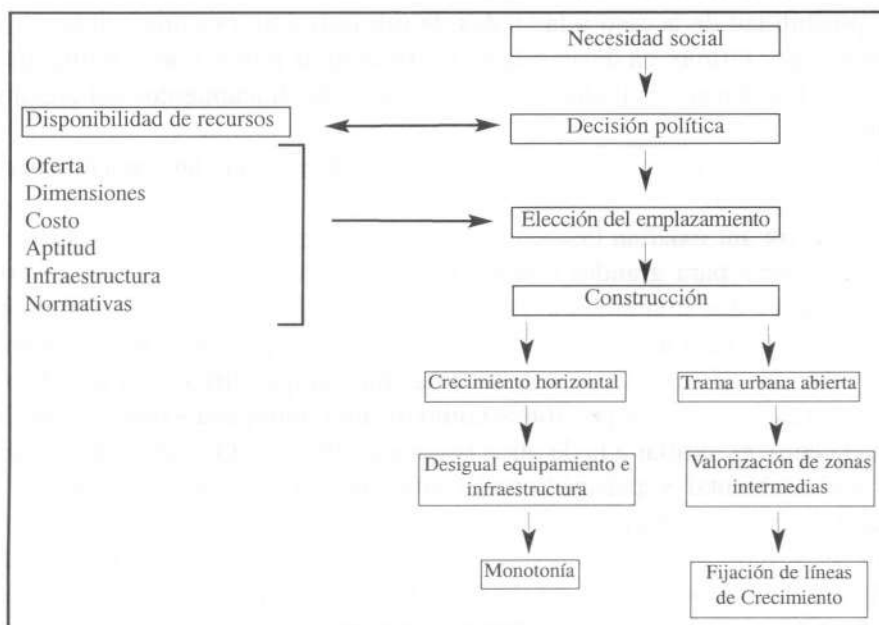 Necesidad social
Disponibilidad de recursos
Decisión política
Oferta
Dimensiones
Costo
Aptitud
Infraestructura
Normativas
Elección del emplazamiento
Construcción
Crecimiento horizontal
Trama urbana abierta
Desigual equipamiento e
infraestructura
Valorización de zonas
intermedias
Monotonía
Fijación de líneas
de Crecimiento